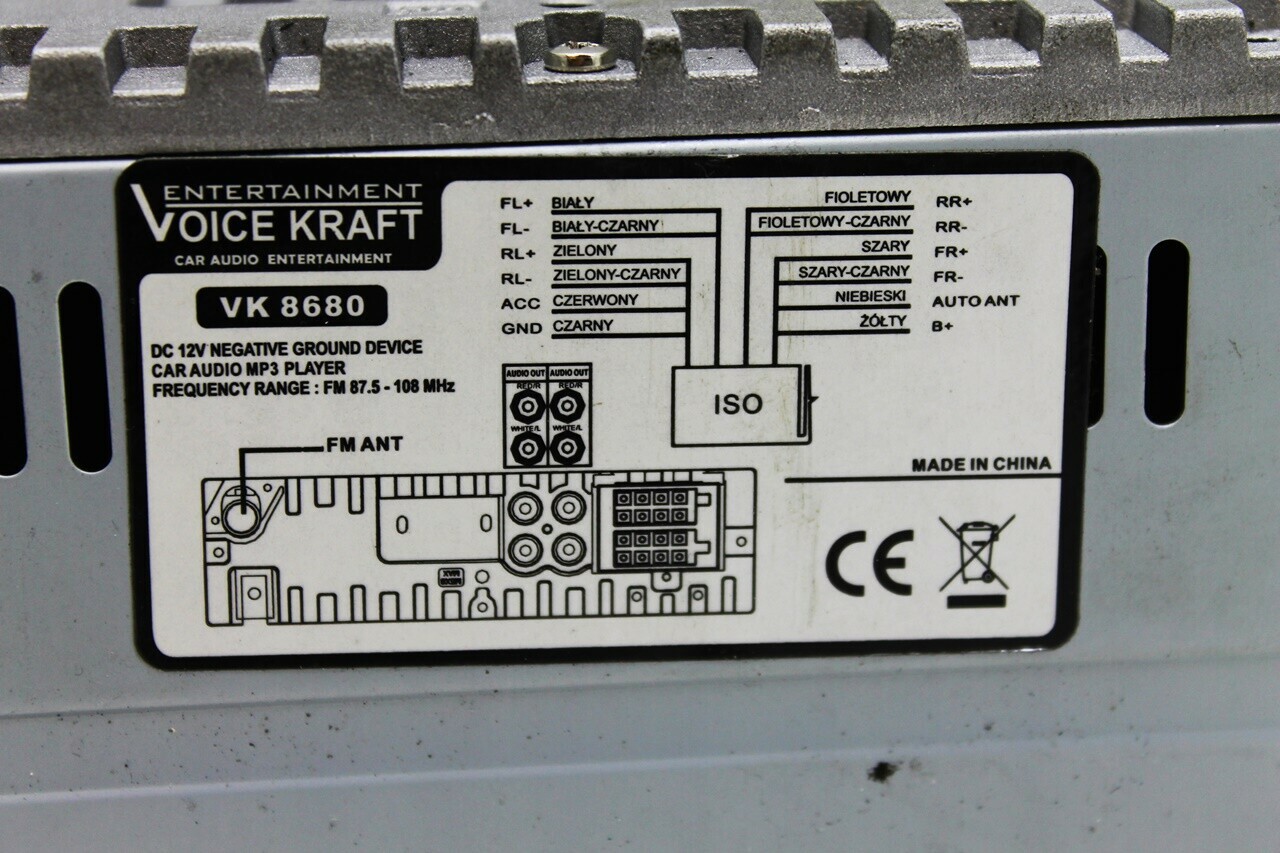 ENTERTAINMENT
VOICE KRAFT
CAR AUDIO ENTERTAINMENT
VK 8680
DC 12V NEGATIVE GROUND DEVICE
CAR AUDIO MP3 PLAYER
FREQUENCY RANGE : FM 87.5 - 108 MHz
FL+ BIAŁY
FL- BIAŁY-CZARNY
RL+ ZIELONY
RL- ZIELONY-CZARNY
ACC CZERWONY
GND CZARNY
FIOLETOWY RR+
FIOLETOWY-CZARNY RR-
SZARY FR+
SZARY-CZARNY FR-
NIEBIESKI AUTO ANT
ŻÓŁTY B+
AUDIO OUT AUDIO OUT
RED/R RED/R
WHITE/L WHITE/L
ISO
FM ANT
MADE IN CHINA
CE